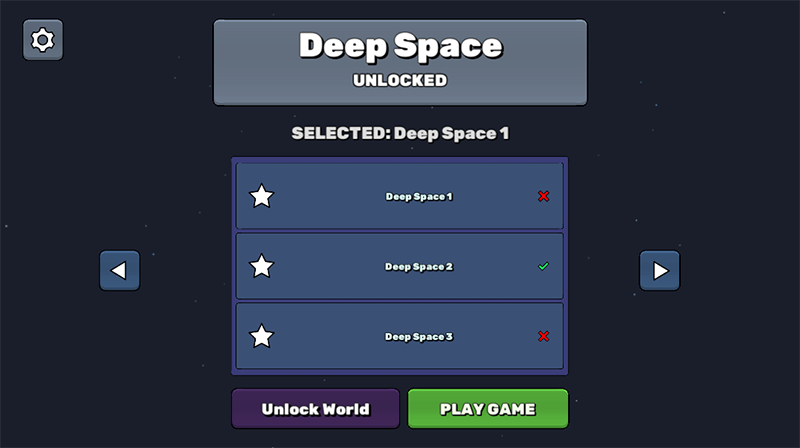 Deep Space
UNLOCKED
SELECTED: Deep Space 1
Deep Space 1
Deep Space 2
Deep Space 3
Unlock World
PLAY GAME